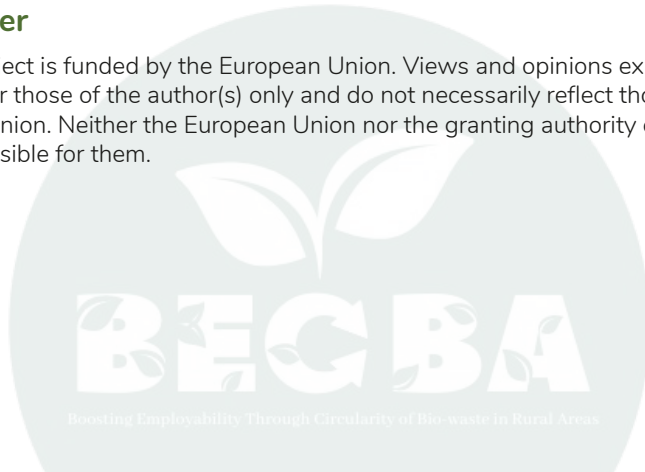 er
ect is funded by the European Union. Views and opinions ex
r those of the author(s) only and do not necessarily reflect tho
nion. Neither the European Union nor the granting authority
sible for them.
BECBA
Boosting Employability Through Circularity of Bio-waste in Rural Areas